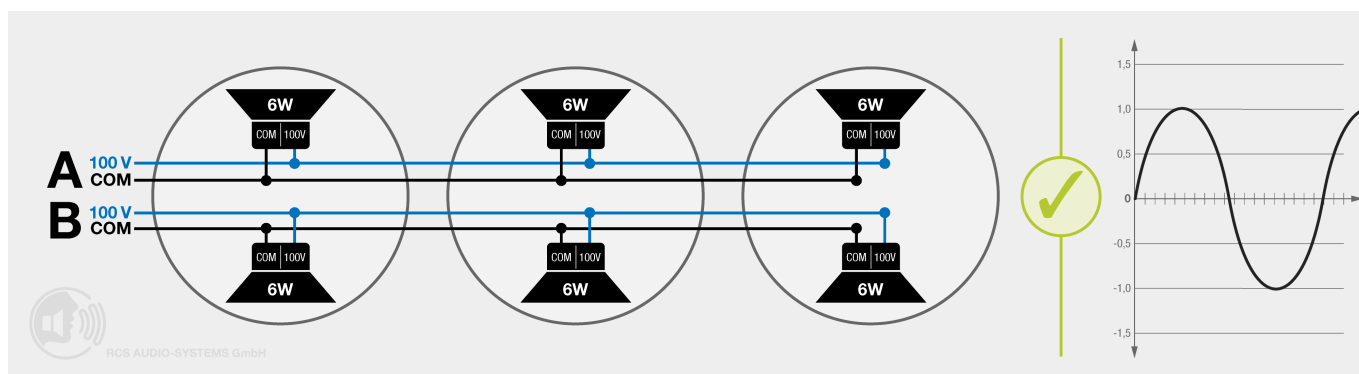 6W 6W 6W
COM 100V COM 100V COM 100V
A 100 V
COM
B 100 V
COM
COM 100V COM 100V COM 100V
6W 6W 6W
RCS AUDIO-SYSTEMS GmbH
1,5
1,0
0,5
0
-0,5
-1,0
-1,5